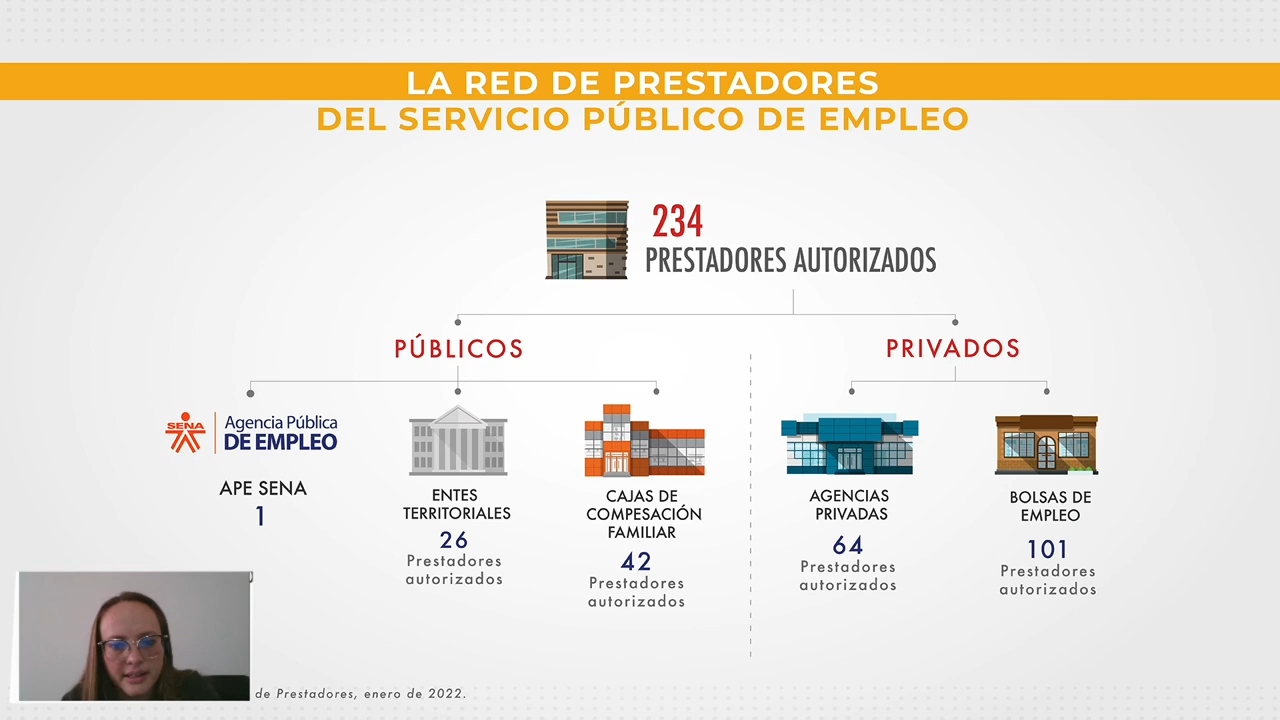 LA RED DE PRESTADORES
DEL SERVICIO PÚBLICO DE EMPLEO
234
PRESTADORES AUTORIZADOS
PÚBLICOS
PRIVADOS
SENA
Agencia Pública
DE EMPLEO
APE SENA
1
ENTES
TERRITORIALES
26
Prestadores
autorizados
CAJAS DE
COMPESACIÓN
FAMILIAR
42
Prestadores
autorizados
AGENCIAS
PRIVADAS
64
Prestadores
autorizados
BOLSAS DE
EMPLEO
101
Prestadores
autorizados
de Prestadores, enero de 2022.